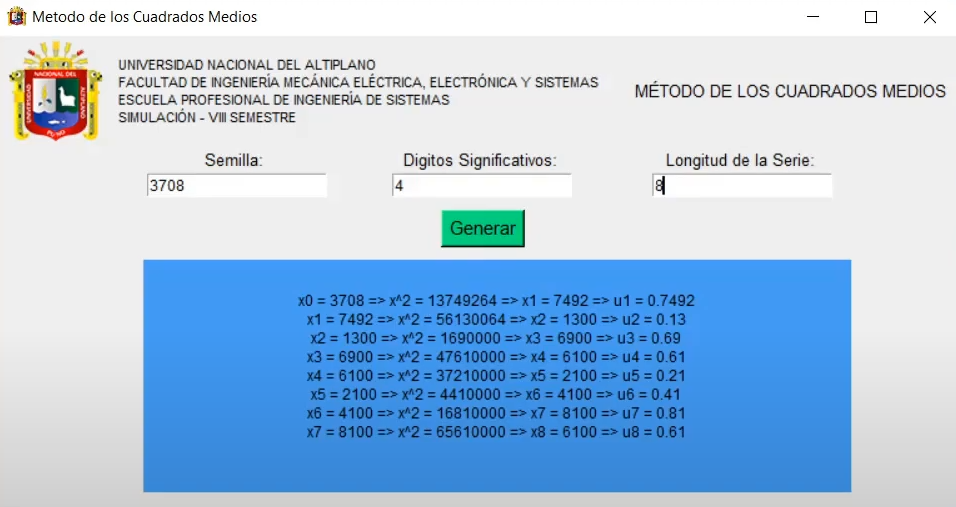 Metodo de los Cuadrados Medios
UNIVERSIDAD NACIONAL DEL ALTIPLANO
FACULTAD DE INGENIERÍA MECÁNICA ELÉCTRICA, ELECTRÓNICA Y SISTEMAS
ESCUELA PROFESIONAL DE INGENIERÍA DE SISTEMAS
SIMULACIÓN - VIII SEMESTRE
MÉTODO DE LOS CUADRADOS MEDIOS
Semilla:
3708
Digitos Significativos:
4
Longitud de la Serie:
8
Generar
x0 = 3708 => x^2 = 13749264 => x1 = 7492 => u1 = 0.7492
x1 = 7492 => x^2 = 56130064 => x2 = 1300 => u2 = 0.13
x2 = 1300 => x^2 = 1690000 => x3 = 6900 => u3 = 0.69
x3 = 6900 => x^2 = 47610000 => x4 = 6100 => u4 = 0.61
x4 = 6100 => x^2 = 37210000 => x5 = 2100 => u5 = 0.21
x5 = 2100 => x^2 = 4410000 => x6 = 4100 => u6 = 0.41
x6 = 4100 => x^2 = 16810000 => x7 = 8100 => u7 = 0.81
x7 = 8100 => x^2 = 65610000 => x8 = 6100 => u8 = 0.61